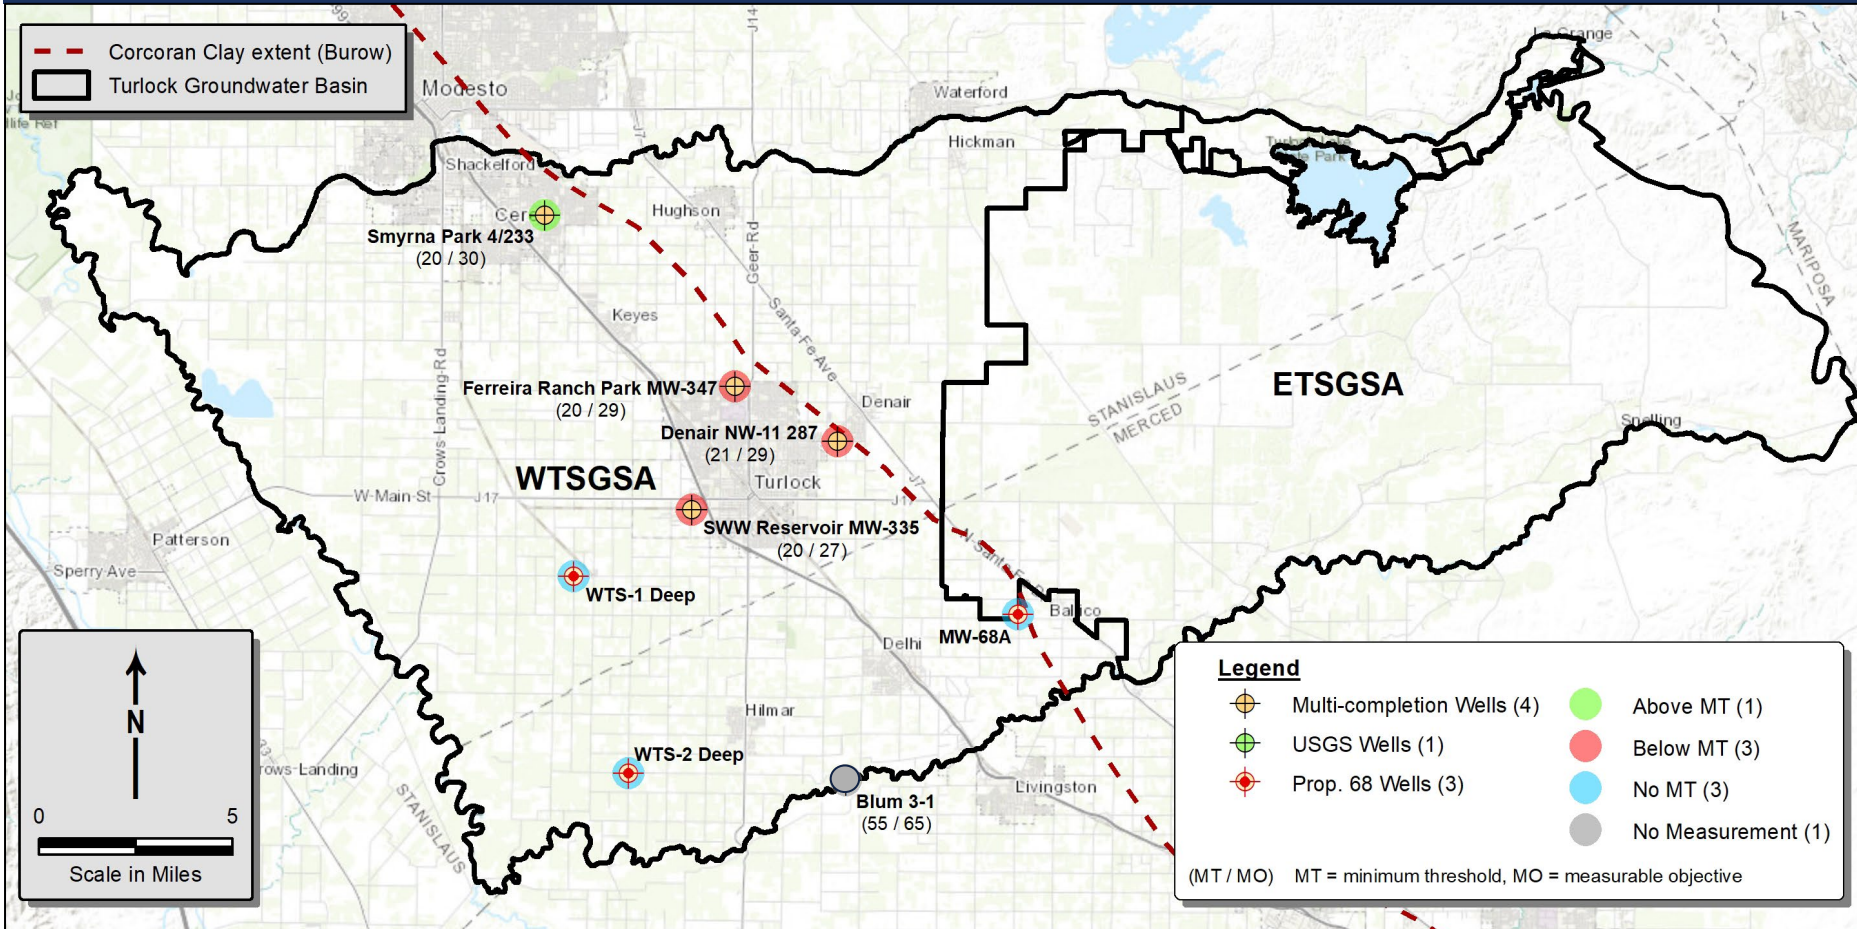 Corcoran Clay extent (Burow)
Turlock Groundwater Basin
J14
La Grange
Modesto
Waterford
J7
Hickman
Shackelford
Hughson
Cer
Smyrna Park 4/233
(20 / 30)
Geer-Rd
MARIPOSA
Keyes
Santa-Fe Ave
Crows-Landing-Rd
Ferreira Ranch Park MW-347
(20 / 29)
Denair
STANISLAUS
MERCED
ETSGSA
Snelling
Denair NW-11 287
(21 / 29)
WTSGSA
Turlock
J7
W-Main-St
J17
J17
SWW Reservoir MW-335
(20 / 27)
Patterson
Sperry-Ave
WTS-1 Deep
Ballico
MW-68A
Delhi
N
0 5
Scale in Miles
Hilmar
WTS-2 Deep
rows-Landing
STANISLAUS
Blum 3-1
(55 / 65)
Livingston
Legend
Multi-completion Wells (4)
USGS Wells (1)
Prop. 68 Wells (3)
Above MT (1)
Below MT (3)
No MT (3)
No Measurement (1)
(MT / MO) MT = minimum threshold, MO = measurable objective